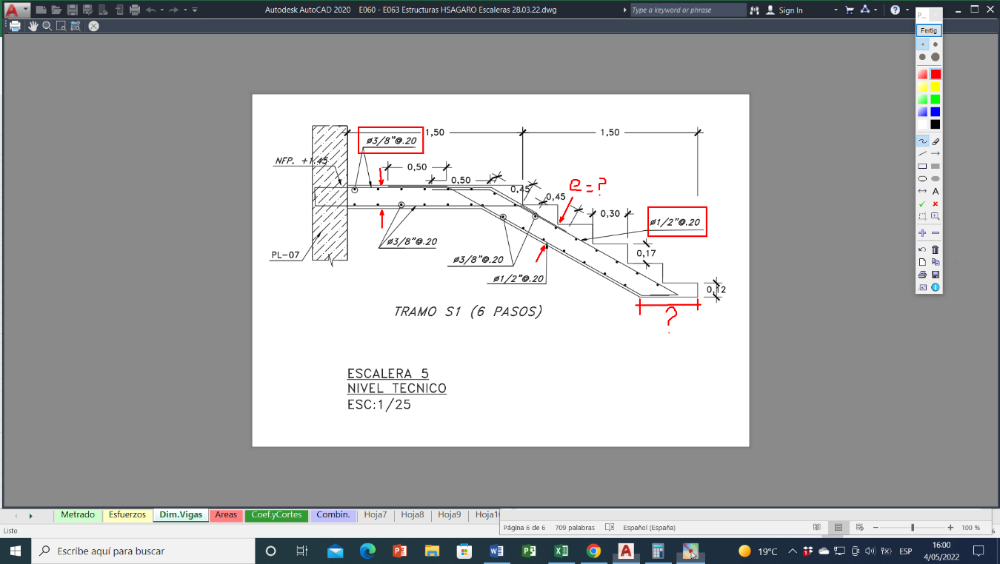 Autodesk AutoCAD 2020 E060 - E063 Estructuras HSAGARO Escaleras 28.03.22.dwg
Type a keyword or phrase
Sign In
P...
Fertig
1,50
1,50
ø3/8"@.20
NFP. +1.45
0,50
0,50
0,45
0,45
e=?
0,30
ø1/2"@.20
ø3/8"@.20
0,17
PL-07
ø3/8"@.20
ø1/2"@.20
0,12
TRAMO S1 (6 PASOS)
?
ESCALERA 5
NIVEL TECNICO
ESC:1/25
A
Metrado Esfuerzos Dim.Vigas Areas Coef.yCortes Combin. Hoja7 Hoja8 Hoja9 Hoja1
Listo
Página 6 de 6 709 palabras Español (España) 100 % %
Escribe aquí para buscar
19°C ESP
16:00
4/05/2022